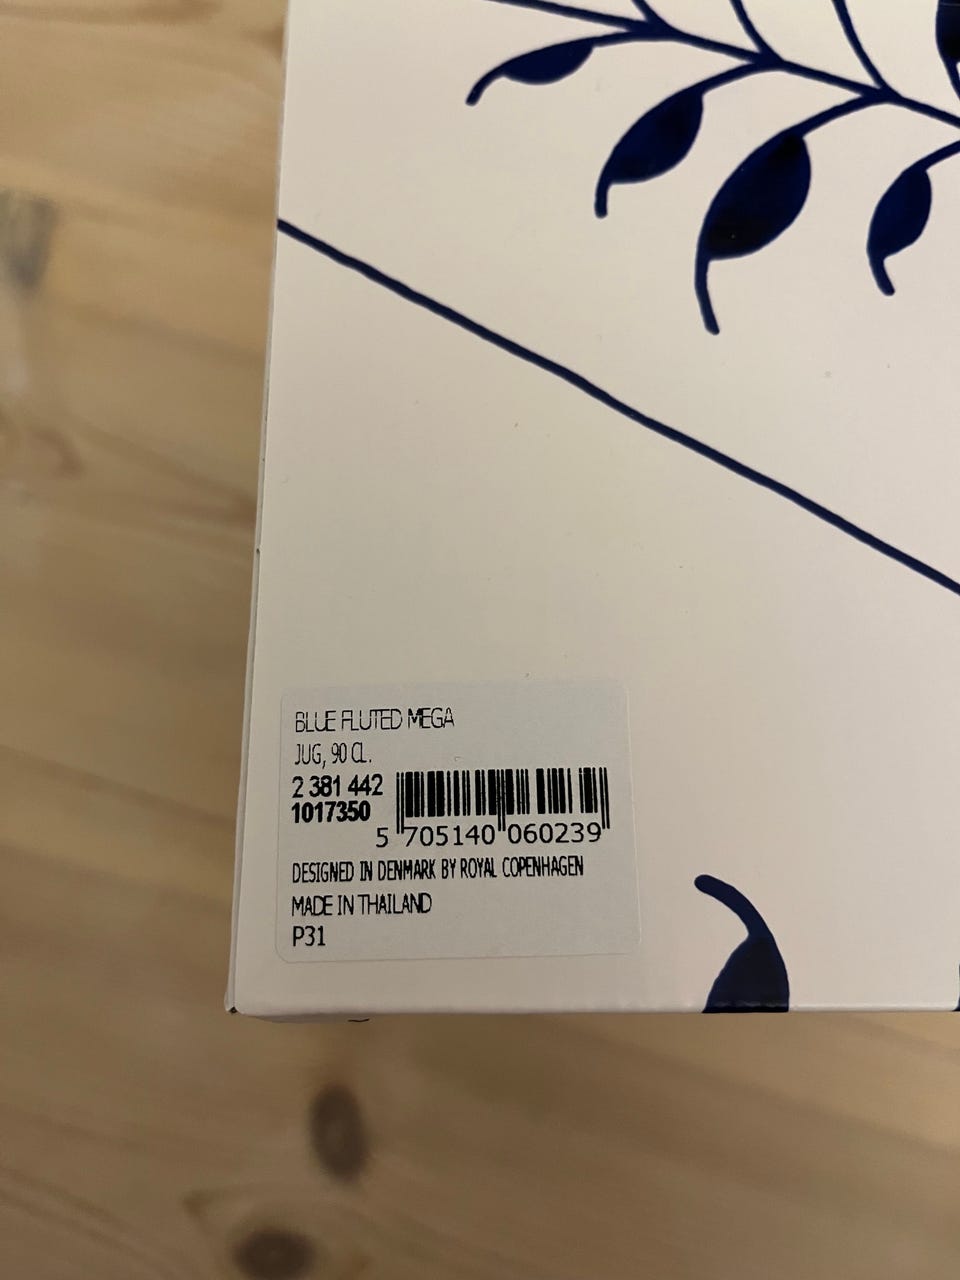 BLUE FLUTED MEGA
JUG, 90 CL.
2 381 442
1017350
5 705140 060239
DESIGNED IN DENMARK BY ROYAL COPENHAGEN
MADE IN THAILAND
P31